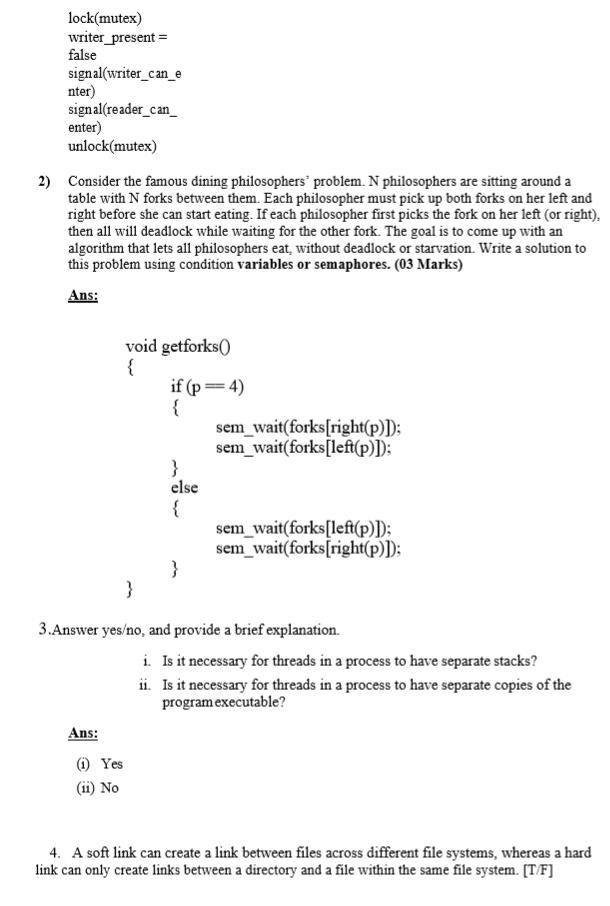 lock(mutex)
writer_present =
false
signal(writer_can_e
nter)
signal(reader_can_
enter)
unlock(mutex)
2) Consider the famous dining philosophers' problem. N philosophers are sitting around a
table with N forks between them. Each philosopher must pick up both forks on her left and
right before she can start eating. If each philosopher first picks the fork on her left (or right),
then all will deadlock while waiting for the other fork. The goal is to come up with an
algorithm that lets all philosophers eat, without deadlock or starvation. Write a solution to
this problem using condition variables or semaphores. (03 Marks)
Ans:
void getforks()
{
if (p == 4)
{
sem_wait(forks[right(p)]);
sem_wait(forks[left(p)]);
}
else
{
sem_wait(forks[left(p)]);
sem_wait(forks[right(p)]);
}
}
3.Answer yes/no, and provide a brief explanation.
i. Is it necessary for threads in a process to have separate stacks?
ii. Is it necessary for threads in a process to have separate copies of the
program executable?
Ans:
(i) Yes
(ii) No
4. A soft link can create a link between files across different file systems, whereas a hard
link can only create links between a directory and a file within the same file system. [T/F]